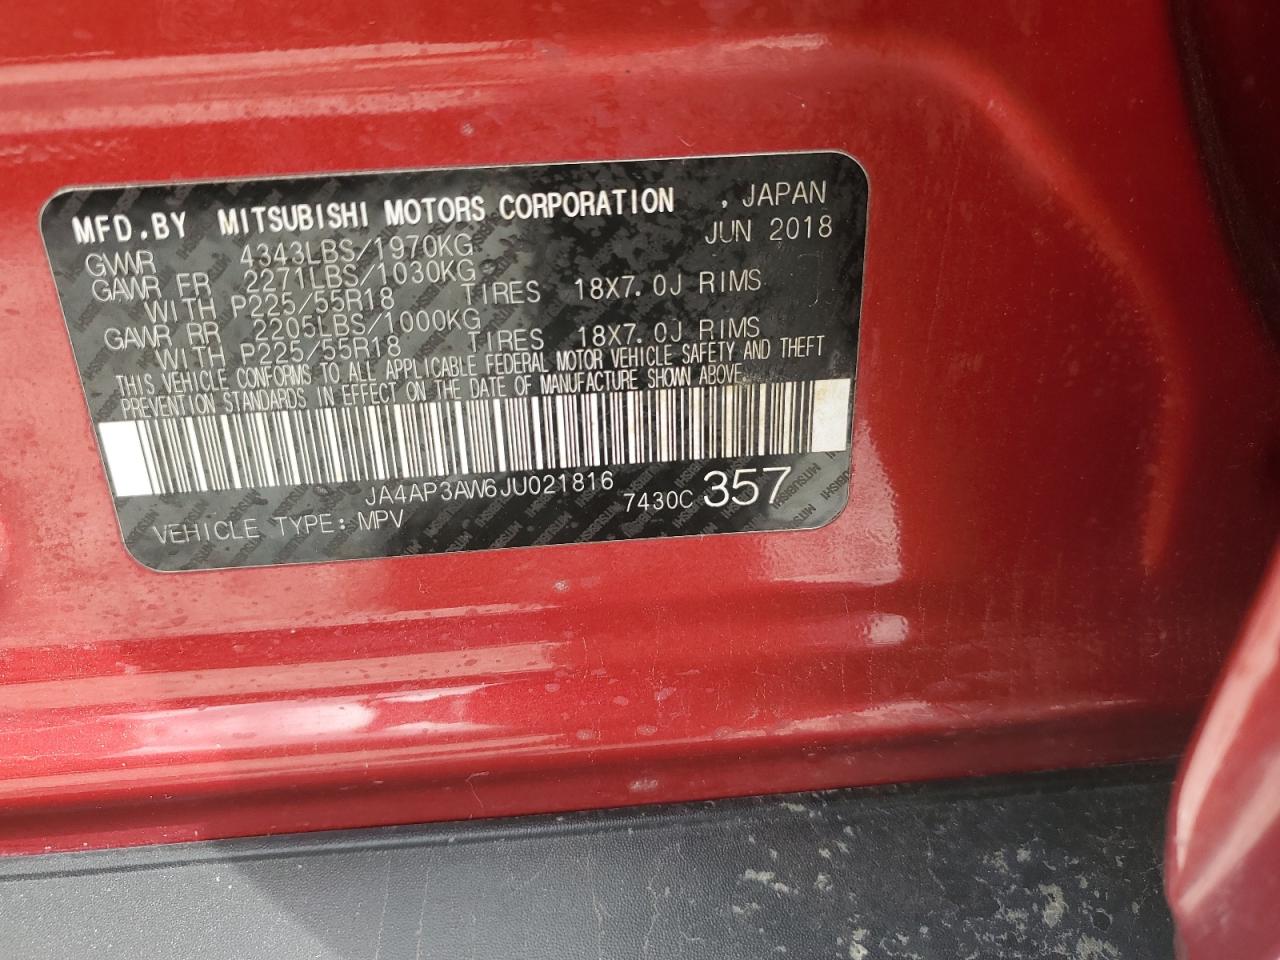 MFD.BY MITSUBISHI MOTORS CORPORATION , JAPAN
JUN 2018
GVWR 4343LBS/1970KG
GAWR FR 2271LBS/1030KG
WITH P225/55R18 TIRES 18X7.0J RIMS
GAWR RR 2205LBS/1000KG
WITH P225/55R18 TIRES 18X7.0J RIMS
THIS VEHICLE CONFORMS TO ALL APPLICABLE FEDERAL MOTOR VEHICLE SAFETY AND THEFT
PREVENTION STANDARDS IN EFFECT ON THE DATE OF MANUFACTURE SHOWN ABOVE.
JA4AP3AW6JU021816
7430C 357
VEHICLE TYPE: MPV